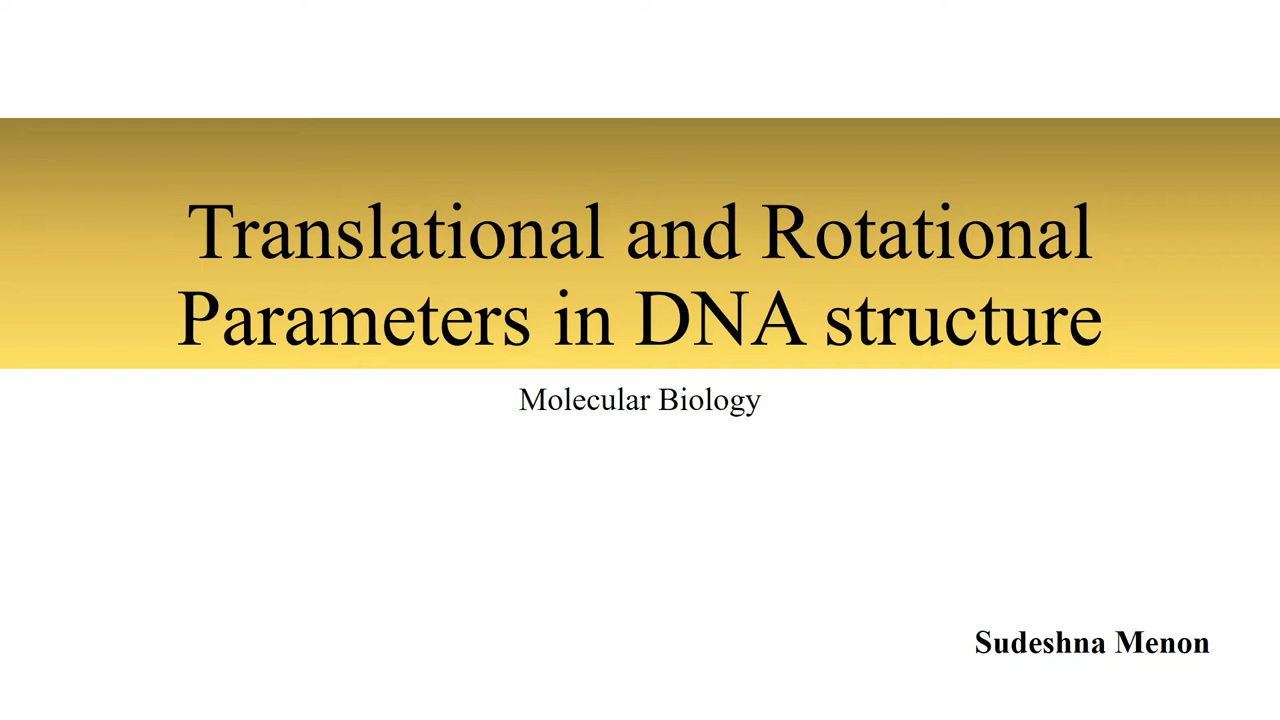 Translational and Rotational
Parameters in DNA structure
Molecular Biology
Sudeshna Menon